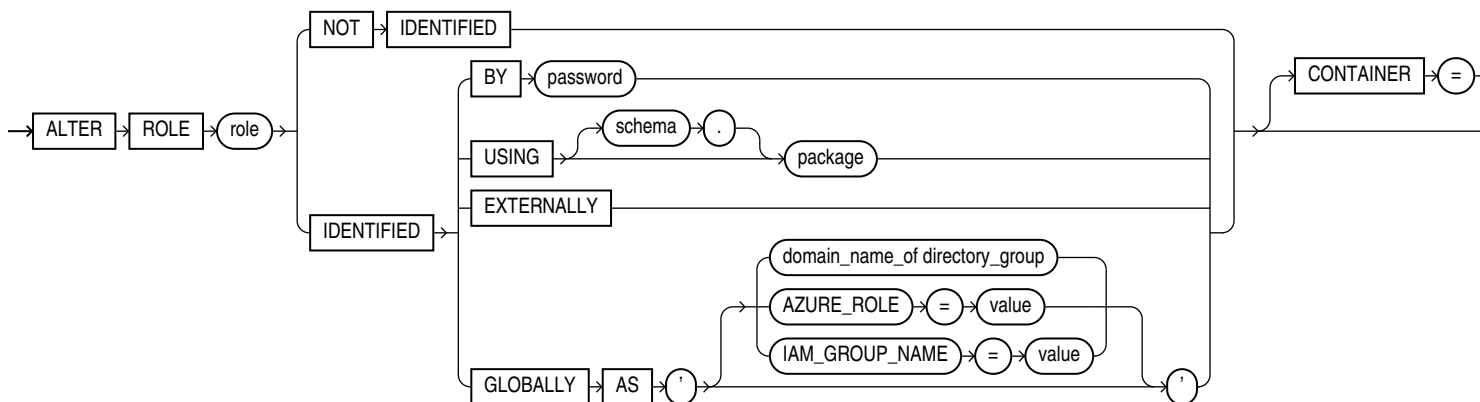 NOT IDENTIFIED
BY password
CONTAINER =
schema .
ALTER ROLE role
USING package
EXTERNALLY
IDENTIFIED
domain_name_of directory_group
AZURE_ROLE = value
IAM_GROUP_NAME = value
GLOBALLY AS ' '